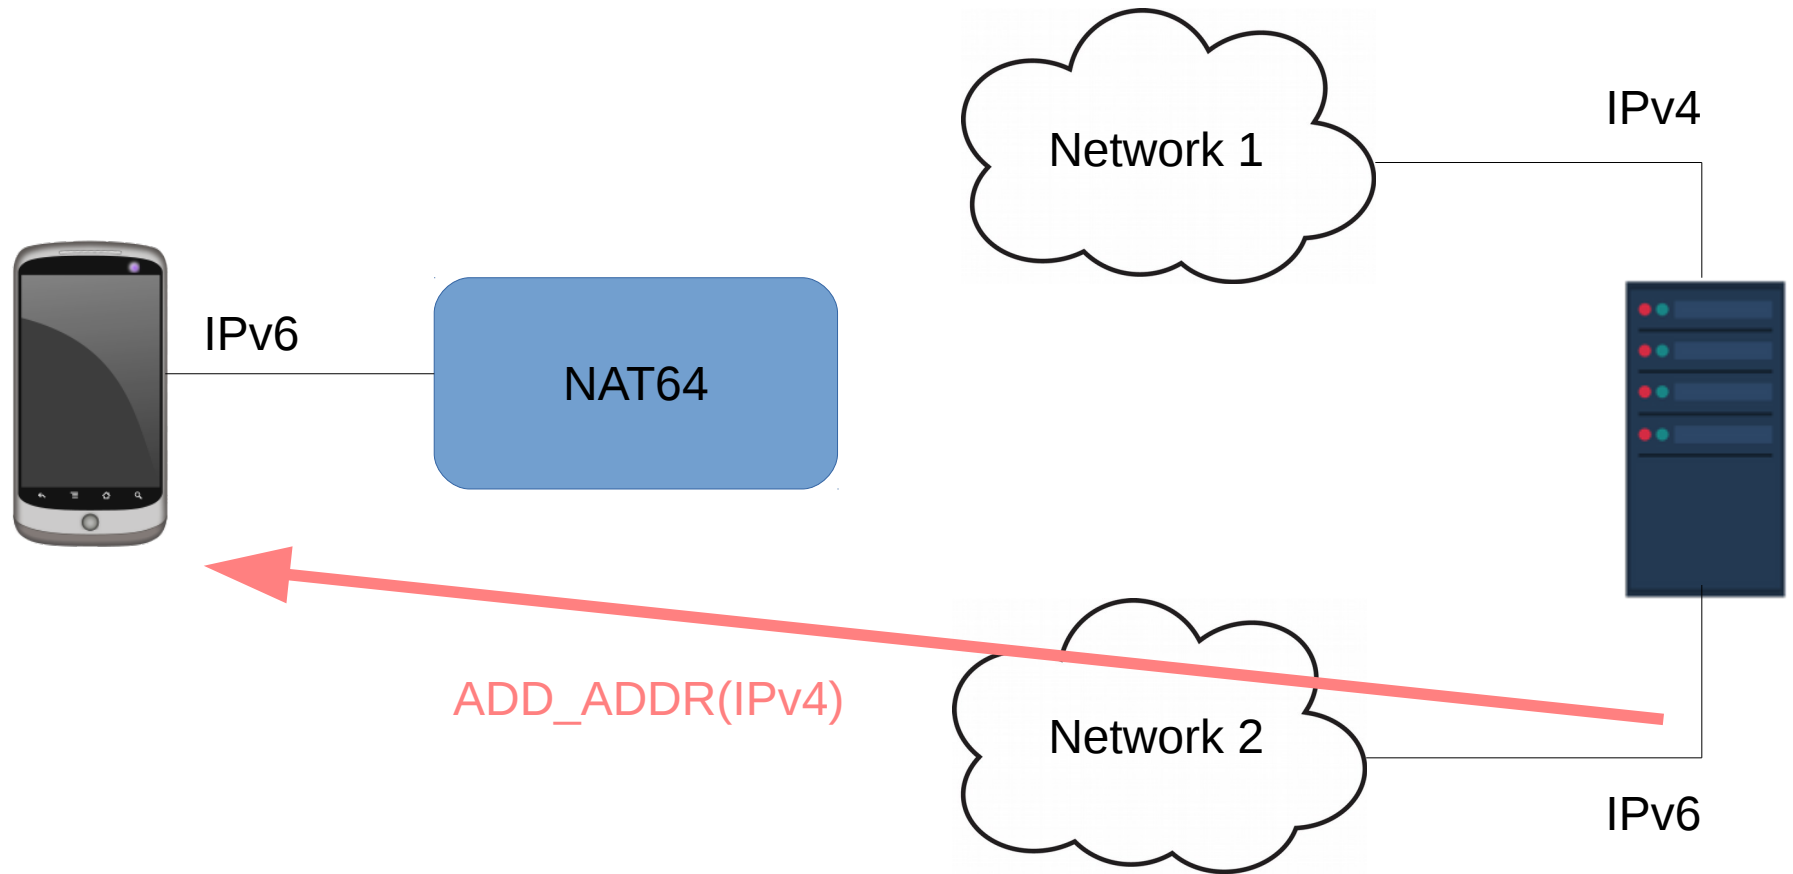 Network 1
IPv4
IPv6
NAT64
ADD_ADDR(IPv4)
Network 2
IPv6